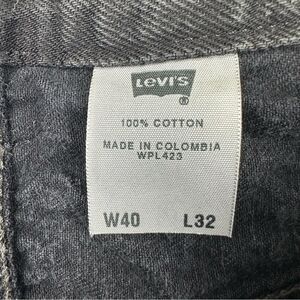 LEVI'S
®
100% COTTON
MADE IN COLOMBIA
WPL423
W40 L32